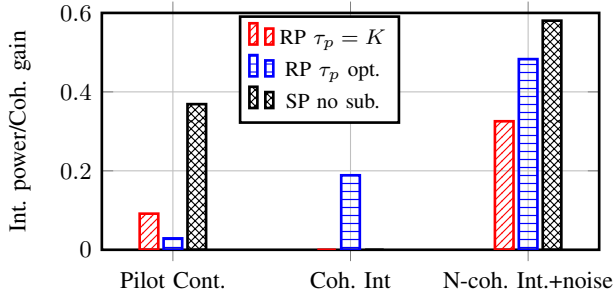 Int. power/Coh. gain
0.6
0.4
0.2
0
RP τp = K
RP τp opt.
SP no sub.
Pilot Cont.
Coh. Int
N-coh. Int.+noise